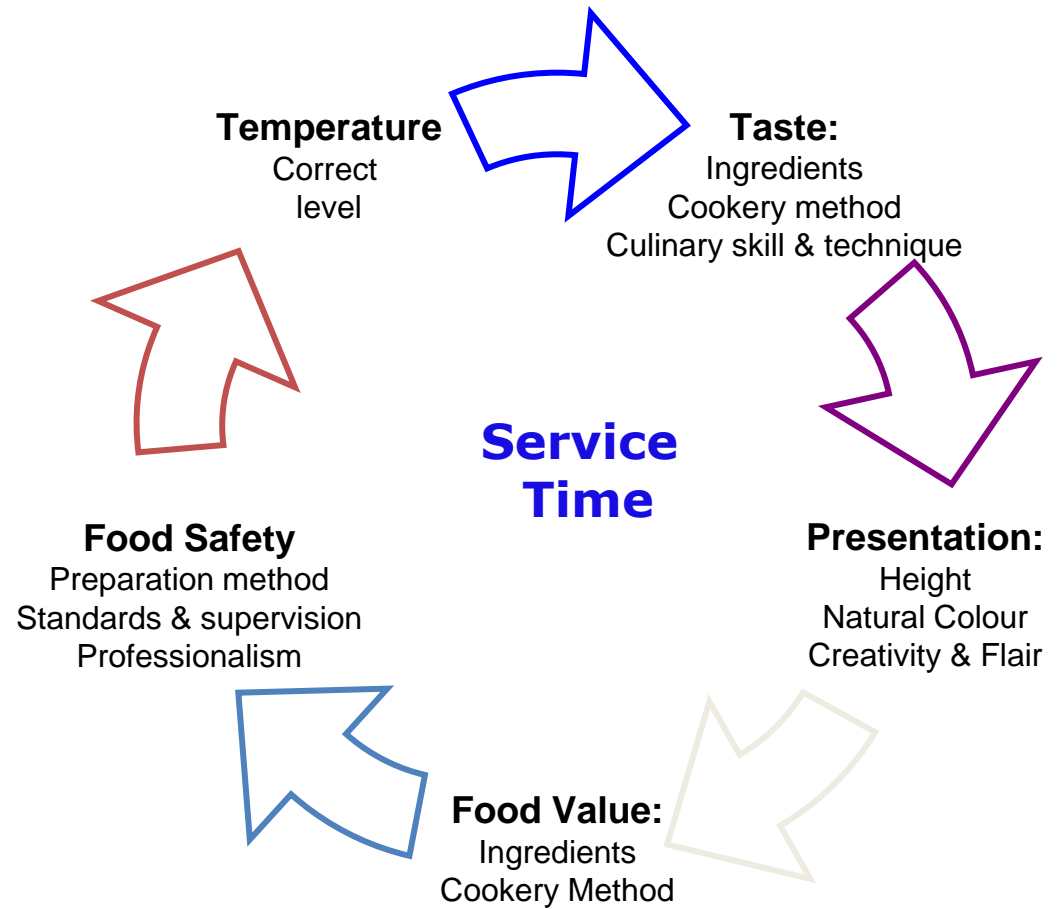 Temperature
Correct
level
Taste:
Ingredients
Cookery method
Culinary skill & technique
Service
Time
Presentation:
Height
Natural Colour
Creativity & Flair
Food Value:
Ingredients
Cookery Method
Food Safety
Preparation method
Standards & supervision
Professionalism